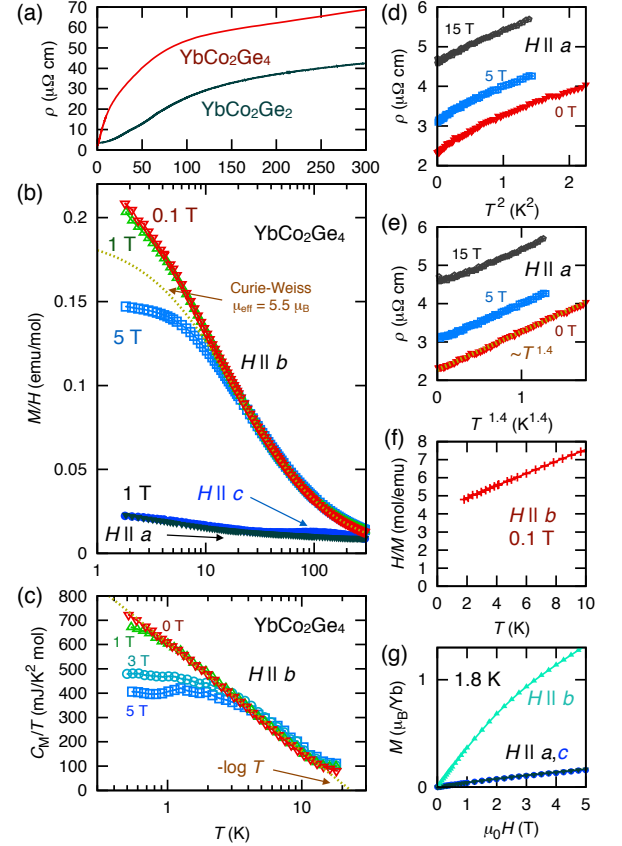 (a)
70
60
50
40
30
20
10
0
ρ (μΩ cm)
YbCo2Ge4
YbCo2Ge2
0 50 100 150 200 250 300
(b)
0.2
0.15
0.1
0.05
0
M/H (emu/mol)
0.1 T
1 T
YbCo2Ge4
Curie-Weiss
μeff = 5.5 μB
5 T
H || b
1 T
H || c
H || a
1 10 100
T (K)
(c)
800
700
600
500
400
300
200
100
0
CM/T (mJ/K2 mol)
0 T
1 T
3 T
5 T
YbCo2Ge4
H || b
-log T
1 10
T (K)
(d)
6
5
4
3
2
ρ (μΩ cm)
15 T
H || a
5 T
0 T
0 1 2
T 2 (K2)
(e)
6
5
4
3
2
ρ (μΩ cm)
15 T
H || a
5 T
0 T
~T1.4
0 1
T 1.4 (K1.4)
(f)
8
7
6
5
4
3
2
1
0
H/M (mol/emu)
H || b
0.1 T
0 2 4 6 8 10
T (K)
(g)
1
0
M (μB/Yb)
1.8 K
H || b
H || a,c
0 1 2 3 4 5
μ0H (T)